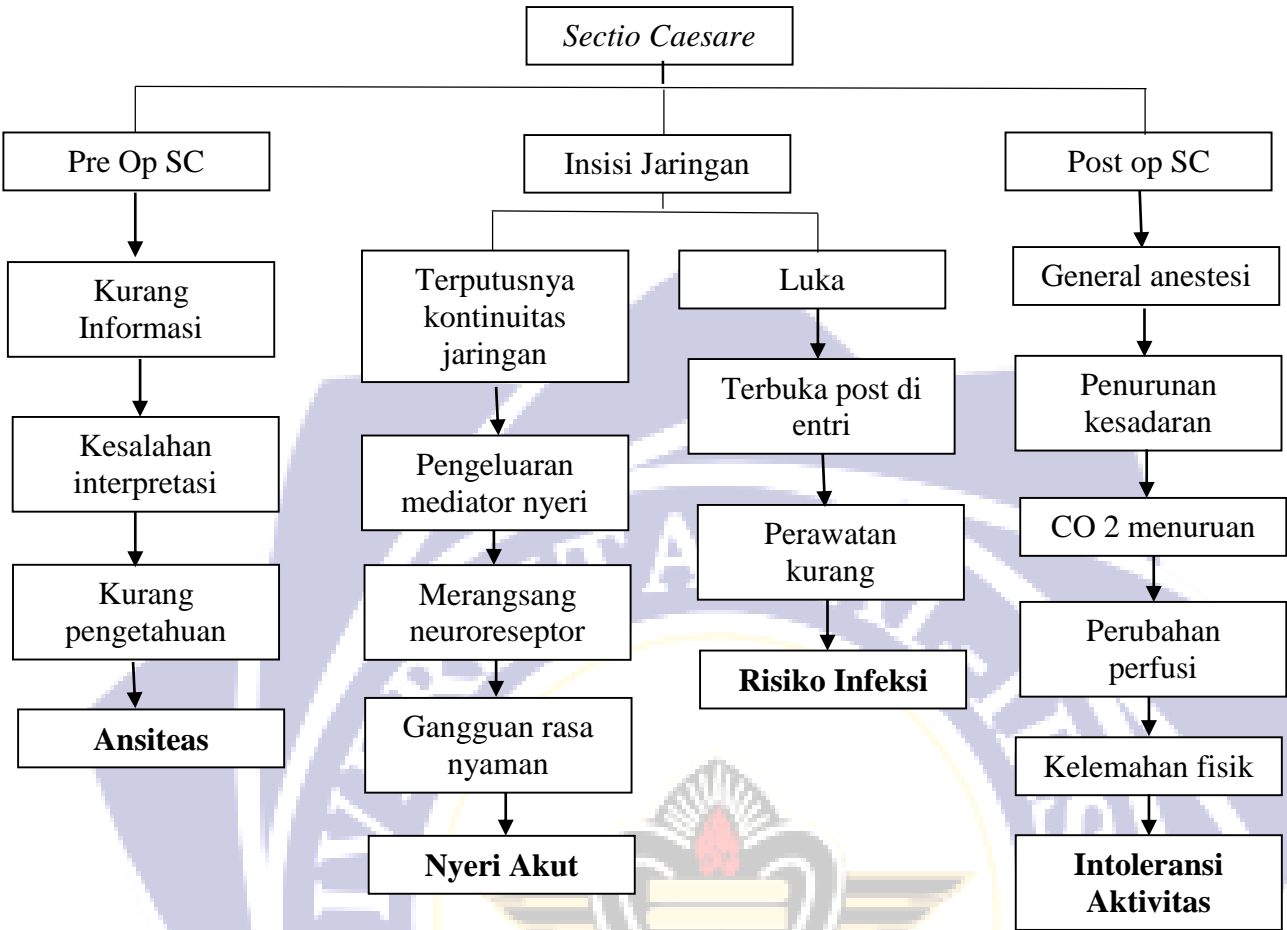 Sectio Caesare
Pre Op SC
Insisi Jaringan
Post op SC
Kurang
Informasi
Terputusnya
kontinuitas
jaringan
Luka
General anestesi
Kesalahan
interpretasi
Pengeluaran
mediator nyeri
Terbuka post di
entri
Penurunan
kesadaran
Kurang
pengetahuan
Merangsang
neuroreseptor
Perawatan
kurang
CO 2 menuruan
Ansiteas
Gangguan rasa
nyaman
Risiko Infeksi
Perubahan
perfusi
Nyeri Akut
Kelemahan fisik
Intoleransi
Aktivitas